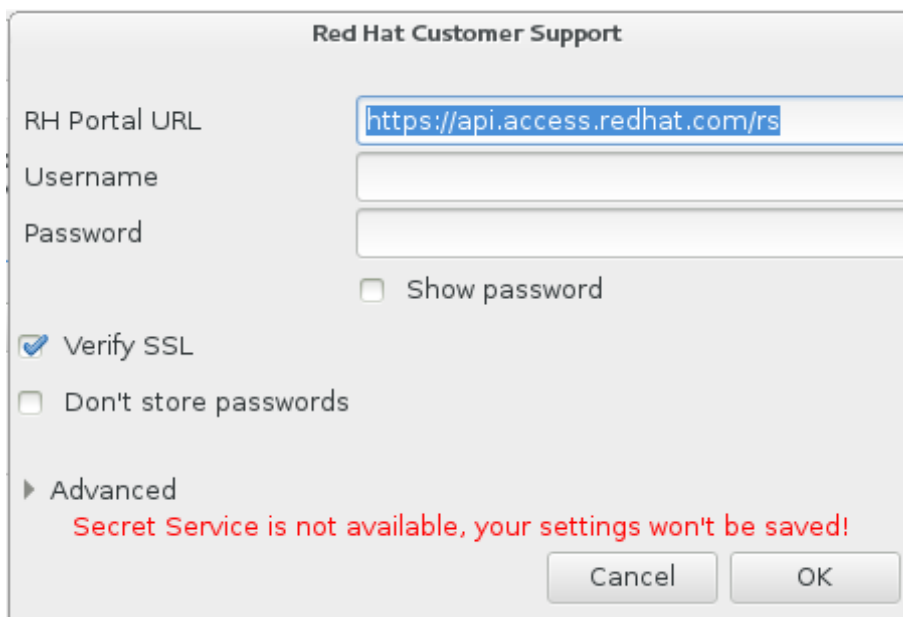 Red Hat Customer Support
RH Portal URL
https://api.access.redhat.com/rs
Username
Password
Show password
Verify SSL
Don't store passwords
Advanced
Secret Service is not available, your settings won't be saved!
Cancel OK